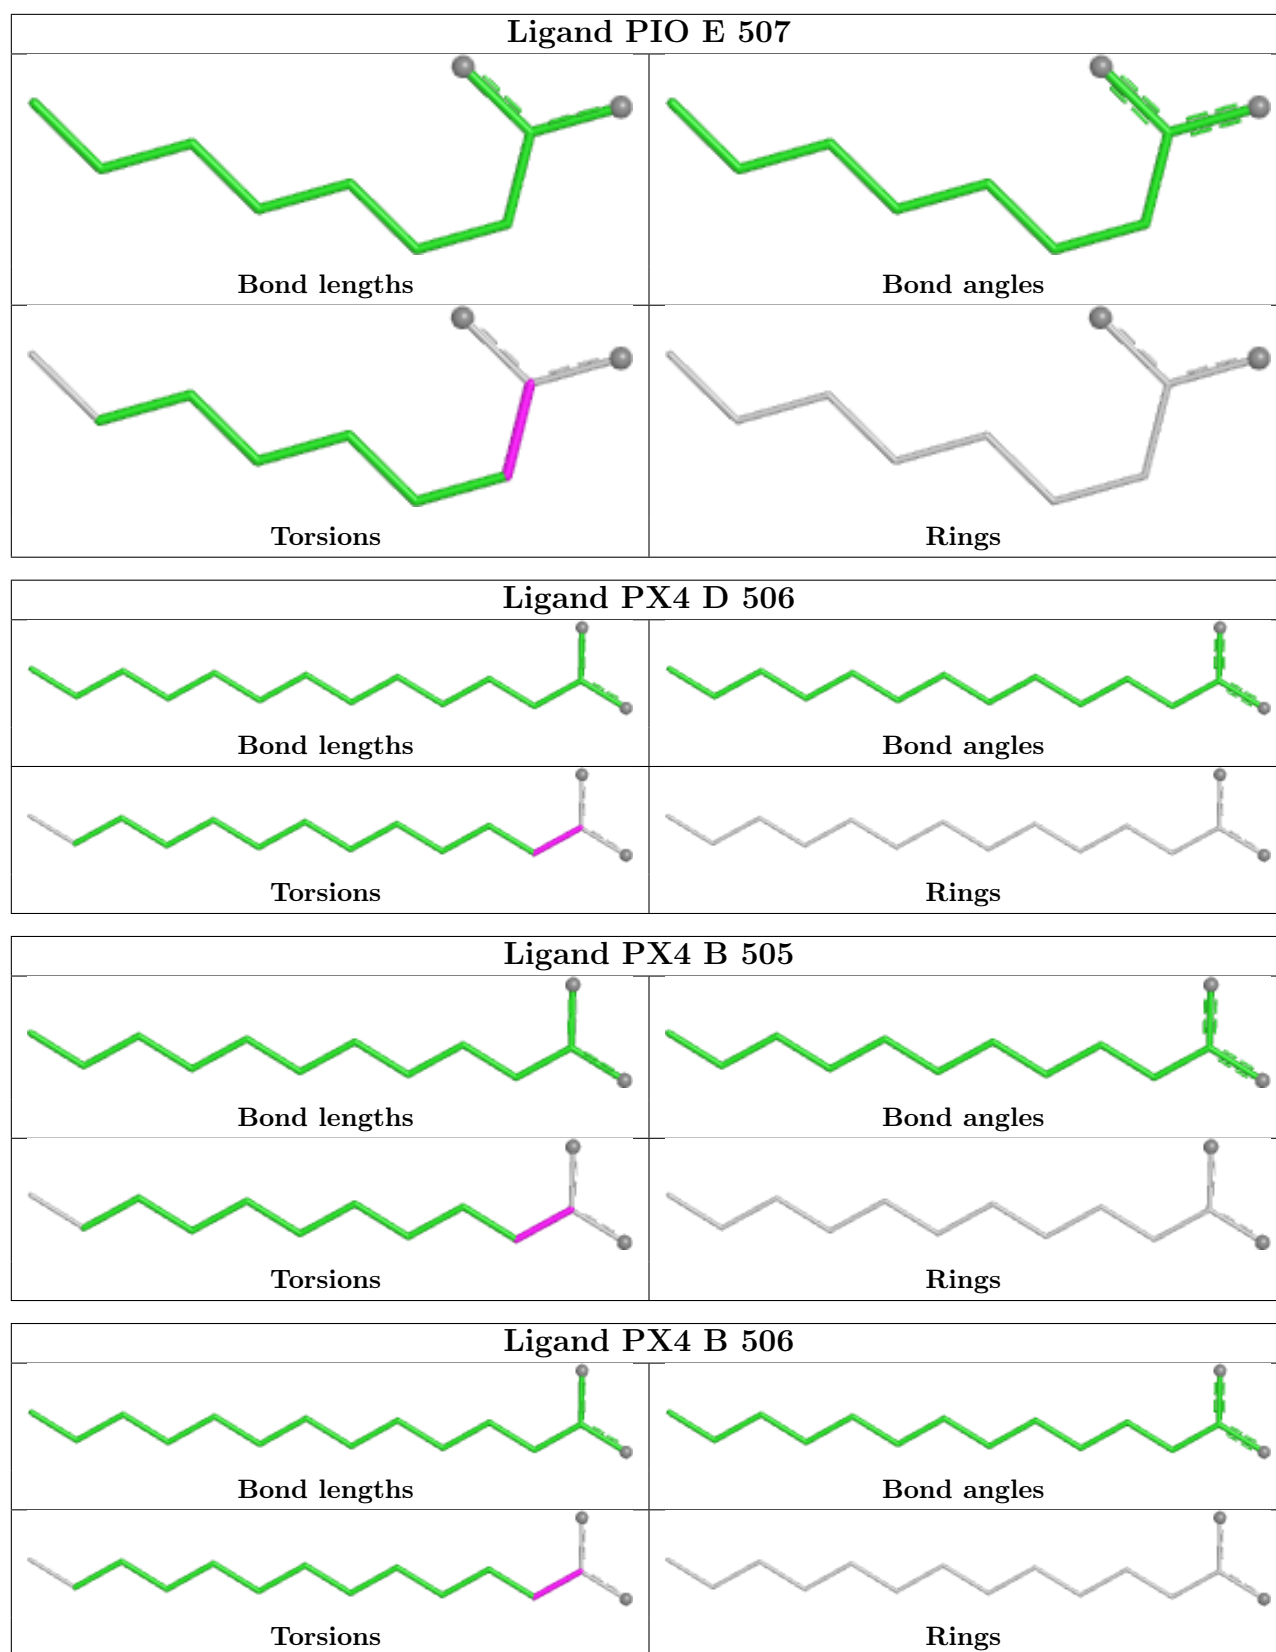 Ligand PIO E 507
Bond lengths
Bond angles
Torsions
Rings
Ligand PX4 D 506
Bond lengths
Bond angles
Torsions
Rings
Ligand PX4 B 505
Bond lengths
Bond angles
Torsions
Rings
Ligand PX4 B 506
Bond lengths
Bond angles
Torsions
Rings